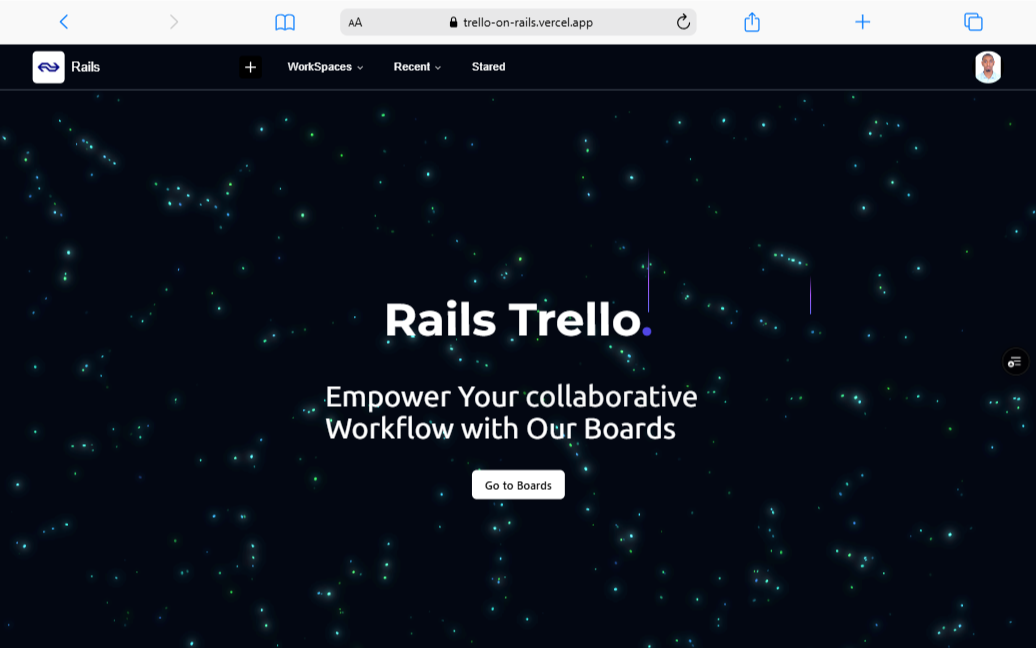 AA trello-on-rails.vercel.app
Rails WorkSpaces Recent Stared
Rails Trello.
Empower Your collaborative
Workflow with Our Boards
Go to Boards